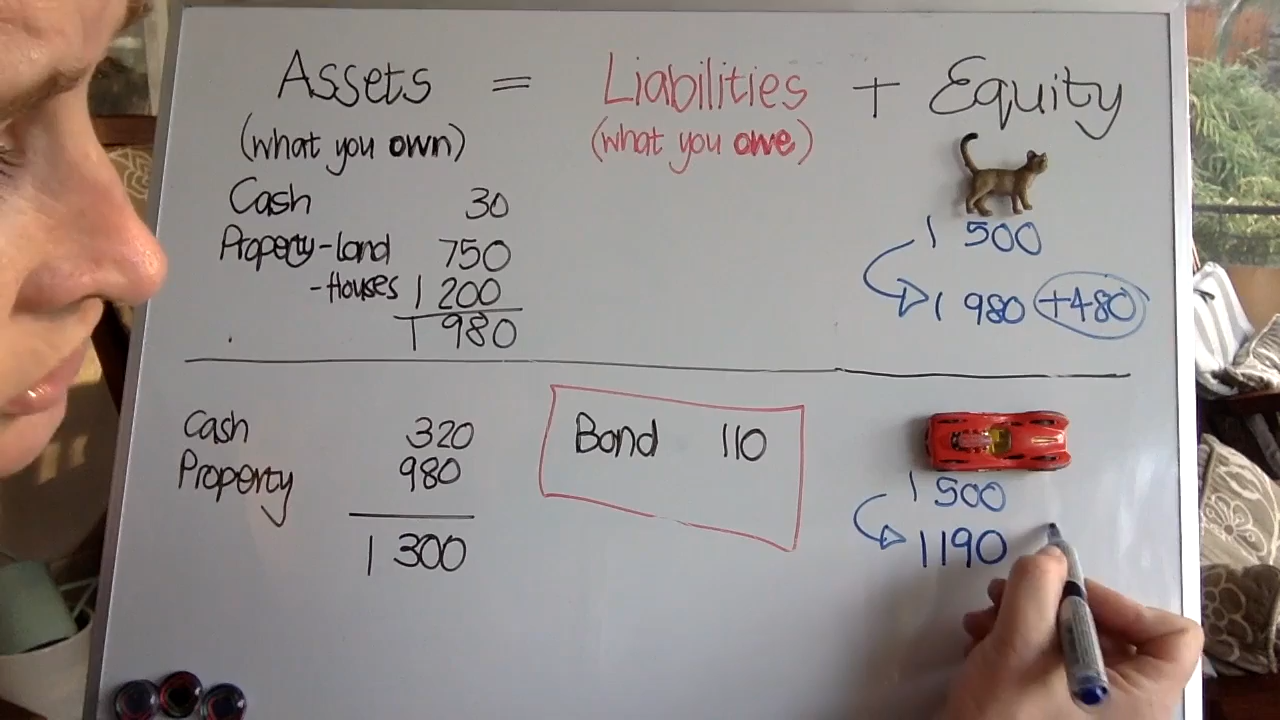 Assets = Liabilities + Equity
(what you own) (what you owe)
Cash 30
1 500
Property - land 750
- Houses 1 200
1 980 +480
1 980
Cash 320
Bond 110
Property 980
1 500
1 300
1190